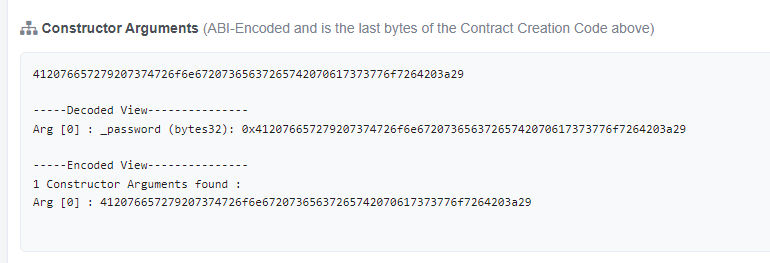 Constructor Arguments (ABI-Encoded and is the last bytes of the Contract Creation Code above)
412076657279207374726f6e67207365637265742070617373776f7264203a29
-----Decoded View---------------
Arg [0] : _password (bytes32): 0x412076657279207374726f6e67207365637265742070617373776f7264203a29
-----Encoded View---------------
1 Constructor Arguments found :
Arg [0] : 412076657279207374726f6e67207365637265742070617373776f7264203a29